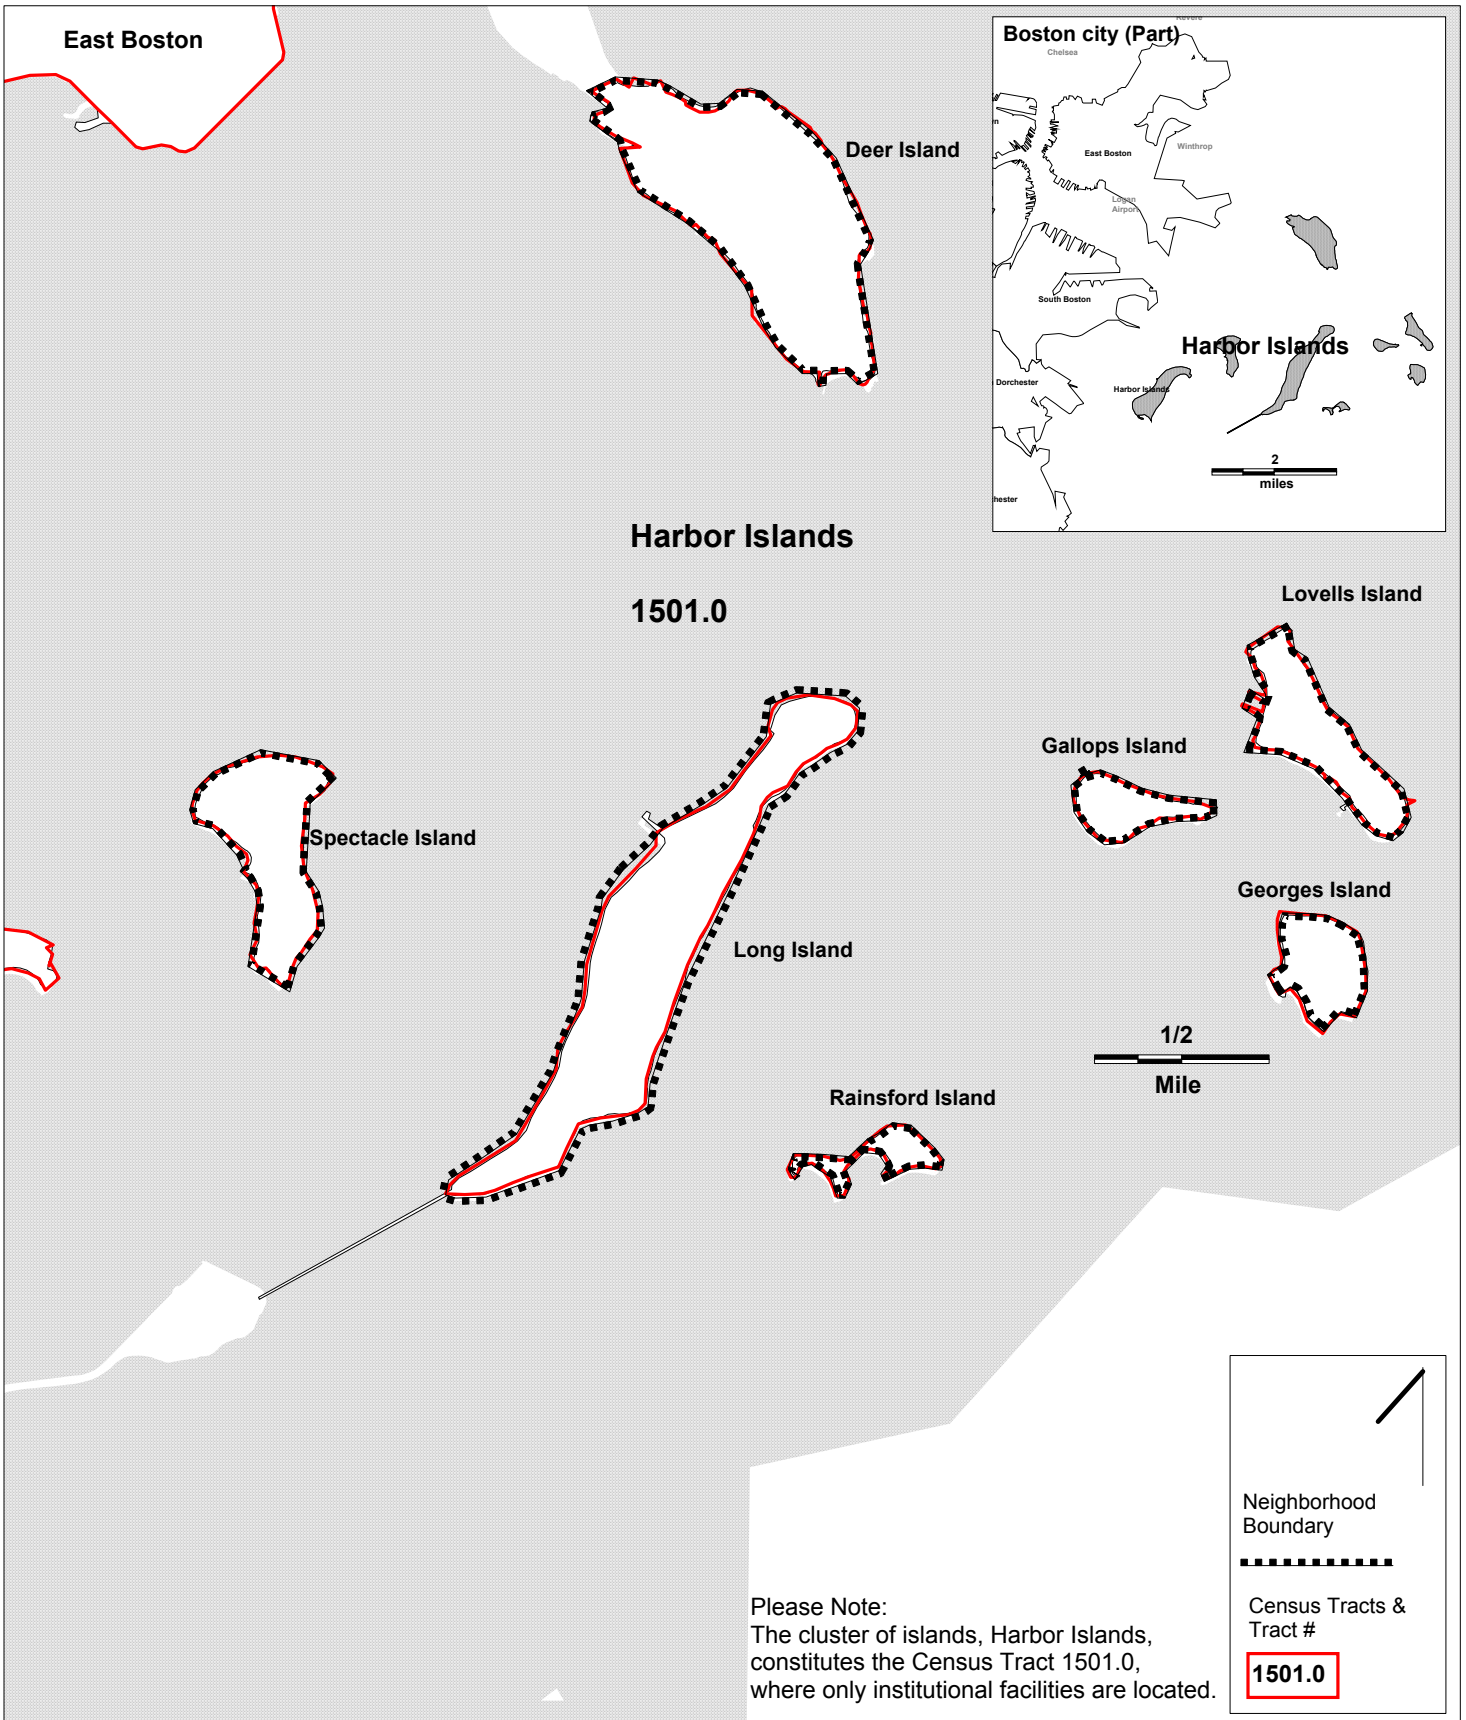 East Boston
Boston city (Part)
Revere
Chelsea
East Boston
Winthrop
Logan
Airport
South Boston
Harbor Islands
Harbor Islands
Dorchester
2
miles
hester
Deer Island
Harbor Islands
1501.0
Lovells Island
Gallops Island
Spectacle Island
Georges Island
Long Island
1/2
Mile
Rainsford Island
Neighborhood
Boundary
Census Tracts &
Tract #
1501.0
Please Note:
The cluster of islands, Harbor Islands,
constitutes the Census Tract 1501.0,
where only institutional facilities are located.